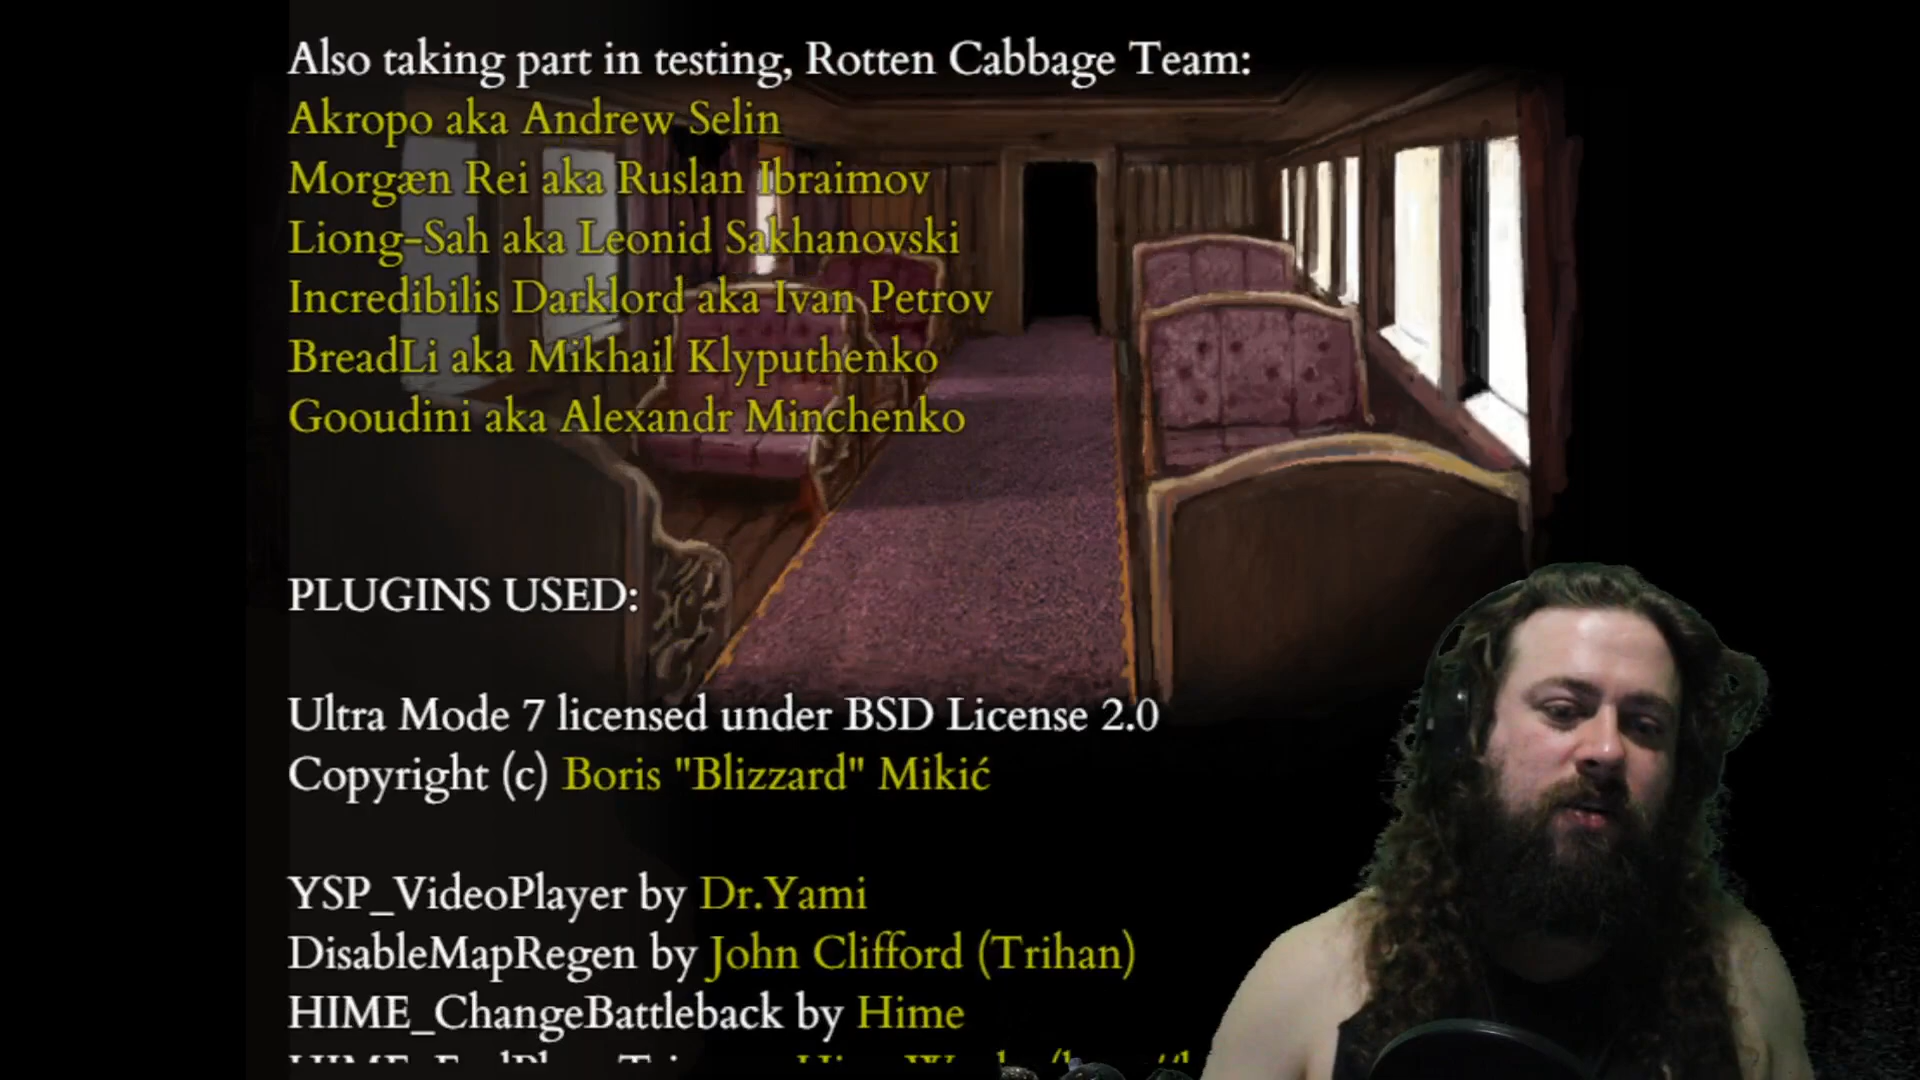 Also taking part in testing, Rotten Cabbage Team:
Akropo aka Andrew Selin
Morgæn Rei aka Ruslan Ibraimov
Liong-Sah aka Leonid Sakhanovski
Incredibilis Darklord aka Ivan Petrov
BreadLi aka Mikhail Klyputhenko
Gooudini aka Alexandr Minchenko
PLUGINS USED:
Ultra Mode 7 licensed under BSD License 2.0
Copyright (c) Boris "Blizzard" Mikić
YSP_VideoPlayer by Dr.Yami
DisableMapRegen by John Clifford (Trihan)
HIME_ChangeBattleback by Hime